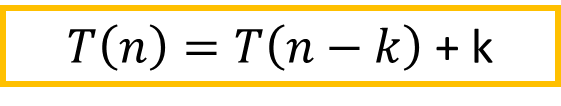 T(n) = T(n − k) + k